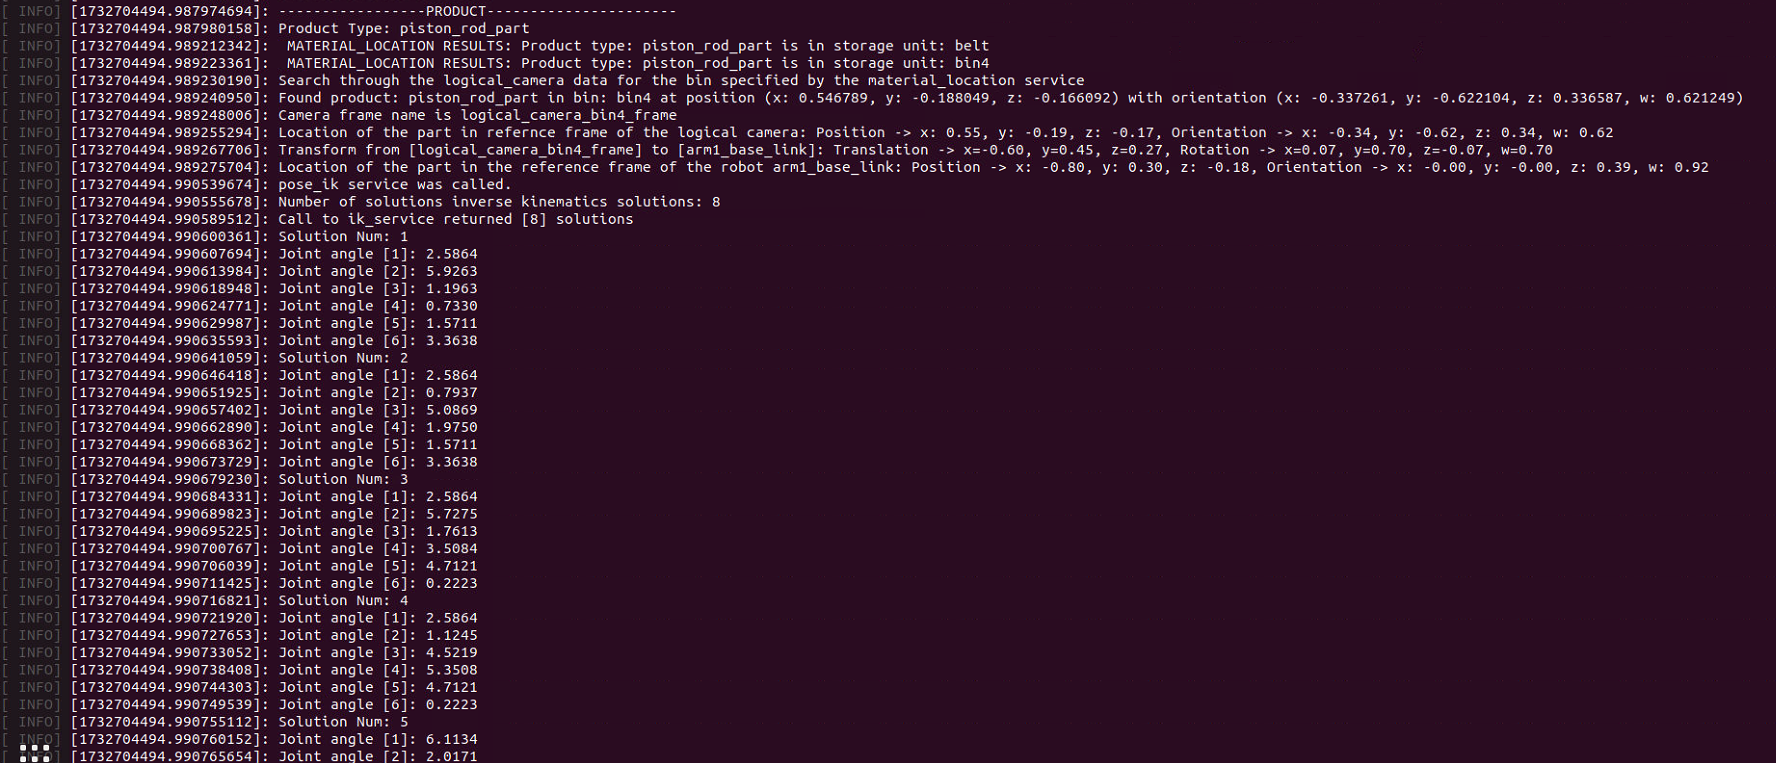 [ INFO] [1732704494.987974694]: -----------------PRODUCT----------------------
[ INFO] [1732704494.987980158]: Product Type: piston_rod_part
[ INFO] [1732704494.989212342]:  MATERIAL_LOCATION RESULTS: Product type: piston_rod_part is in storage unit: belt
[ INFO] [1732704494.989223361]:  MATERIAL_LOCATION RESULTS: Product type: piston_rod_part is in storage unit: bin4
[ INFO] [1732704494.989230190]: Search through the logical_camera data for the bin specified by the material_location service
[ INFO] [1732704494.989240950]: Found product: piston_rod_part in bin: bin4 at position (x: 0.546789, y: -0.188049, z: -0.166092) with orientation (x: -0.337261, y: -0.622104, z: 0.336587, w: 0.621249)
[ INFO] [1732704494.989248006]: Camera frame name is logical_camera_bin4_frame
[ INFO] [1732704494.989255294]: Location of the part in refernce frame of the logical camera: Position -> x: 0.55, y: -0.19, z: -0.17, Orientation -> x: -0.34, y: -0.62, z: 0.34, w: 0.62
[ INFO] [1732704494.989267706]: Transform from [logical_camera_bin4_frame] to [arm1_base_link]: Translation -> x=-0.60, y=0.45, z=0.27, Rotation -> x=0.07, y=0.70, z=-0.07, w=0.70
[ INFO] [1732704494.989275704]: Location of the part in the reference frame of the robot arm1_base_link: Position -> x: -0.80, y: 0.30, z: -0.18, Orientation -> x: -0.00, y: -0.00, z: 0.39, w: 0.92
[ INFO] [1732704494.990539674]: pose_ik service was called.
[ INFO] [1732704494.990555678]: Number of solutions inverse kinematics solutions: 8
[ INFO] [1732704494.990589512]: Call to ik_service returned [8] solutions
[ INFO] [1732704494.990600361]: Solution Num: 1
[ INFO] [1732704494.990607694]: Joint angle [1]: 2.5864
[ INFO] [1732704494.990613984]: Joint angle [2]: 5.9263
[ INFO] [1732704494.990618948]: Joint angle [3]: 1.1963
[ INFO] [1732704494.990624771]: Joint angle [4]: 0.7330
[ INFO] [1732704494.990629987]: Joint angle [5]: 1.5711
[ INFO] [1732704494.990635593]: Joint angle [6]: 3.3638
[ INFO] [1732704494.990641059]: Solution Num: 2
[ INFO] [1732704494.990646418]: Joint angle [1]: 2.5864
[ INFO] [1732704494.990651925]: Joint angle [2]: 0.7937
[ INFO] [1732704494.990657402]: Joint angle [3]: 5.0869
[ INFO] [1732704494.990662890]: Joint angle [4]: 1.9750
[ INFO] [1732704494.990668362]: Joint angle [5]: 1.5711
[ INFO] [1732704494.990673729]: Joint angle [6]: 3.3638
[ INFO] [1732704494.990679230]: Solution Num: 3
[ INFO] [1732704494.990684331]: Joint angle [1]: 2.5864
[ INFO] [1732704494.990689823]: Joint angle [2]: 5.7275
[ INFO] [1732704494.990695225]: Joint angle [3]: 1.7613
[ INFO] [1732704494.990700767]: Joint angle [4]: 3.5084
[ INFO] [1732704494.990706039]: Joint angle [5]: 4.7121
[ INFO] [1732704494.990711425]: Joint angle [6]: 0.2223
[ INFO] [1732704494.990716821]: Solution Num: 4
[ INFO] [1732704494.990721920]: Joint angle [1]: 2.5864
[ INFO] [1732704494.990727653]: Joint angle [2]: 1.1245
[ INFO] [1732704494.990733052]: Joint angle [3]: 4.5219
[ INFO] [1732704494.990738408]: Joint angle [4]: 5.3508
[ INFO] [1732704494.990744303]: Joint angle [5]: 4.7121
[ INFO] [1732704494.990749539]: Joint angle [6]: 0.2223
[ INFO] [1732704494.990755112]: Solution Num: 5
[ INFO] [1732704494.990760152]: Joint angle [1]: 6.1134
[ INFO] [1732704494.990765654]: Joint angle [2]: 2.0171